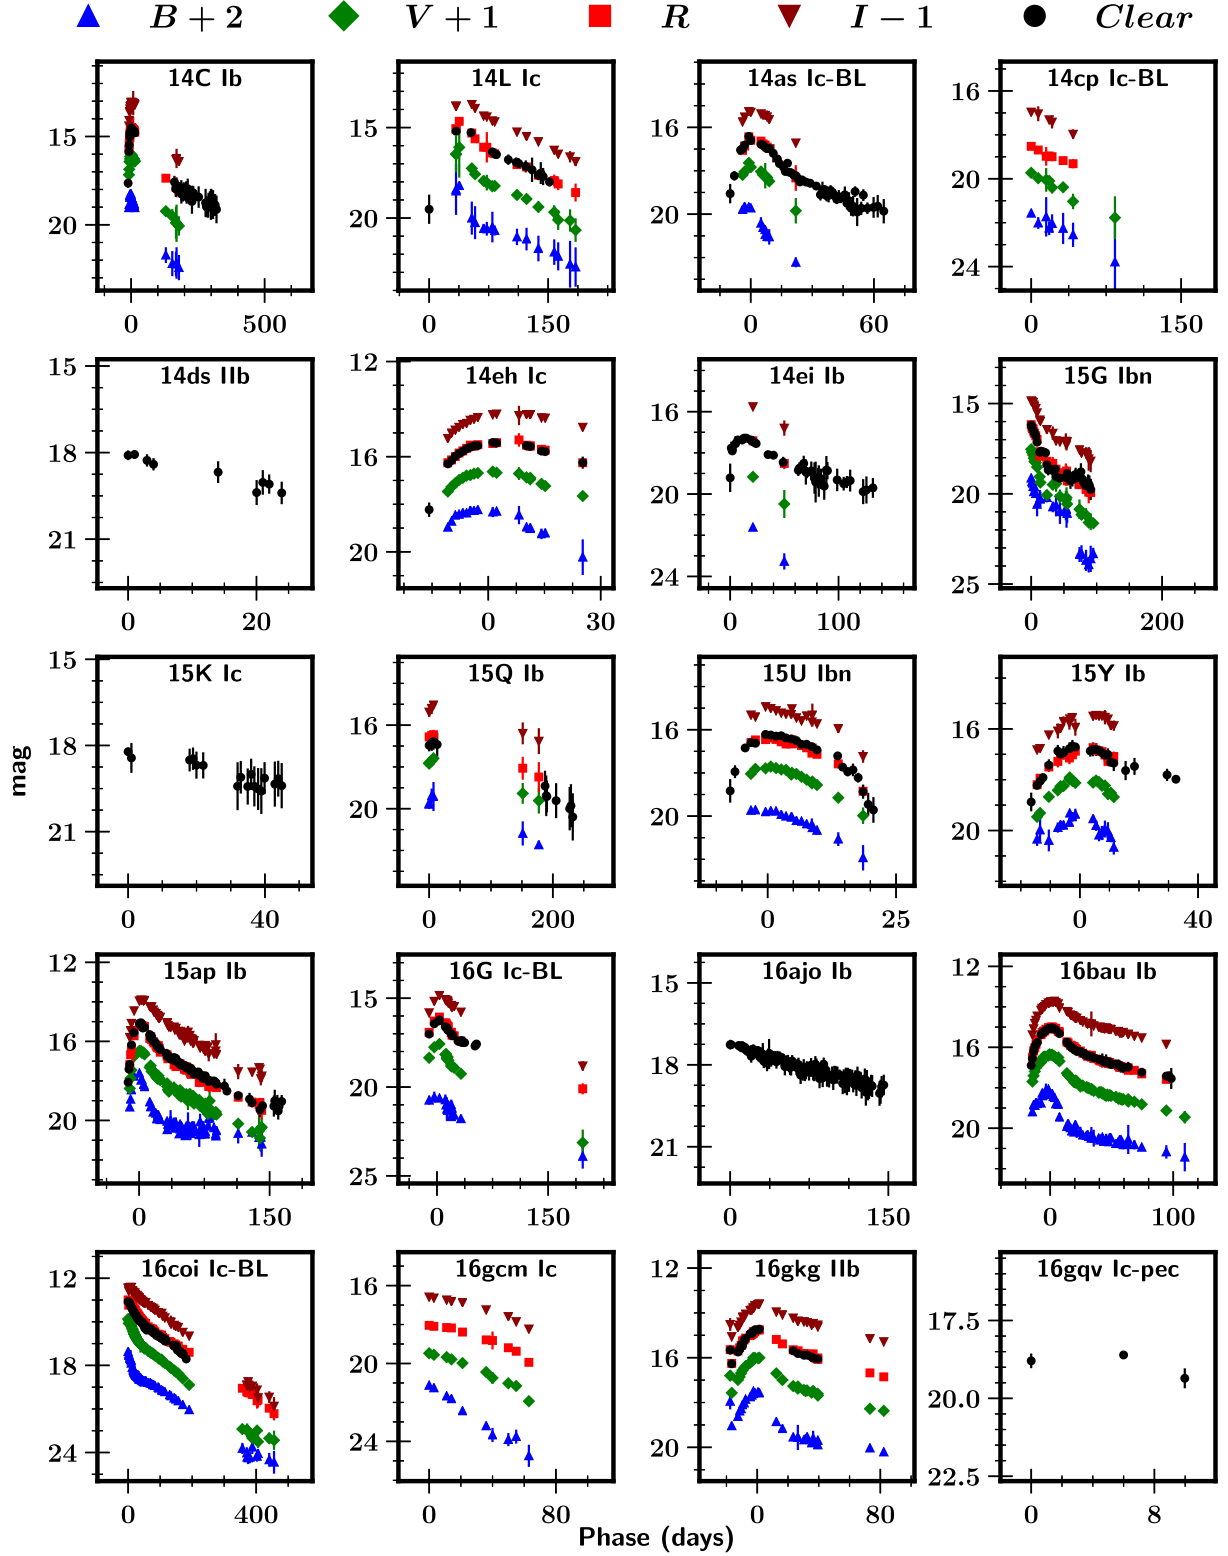 B + 2 V + 1 R I − 1 Clear
14C Ib 14L Ic 14as Ic-BL 14cp Ic-BL
15 20 15 20 16 20 16 20 24
0 500 0 150 0 60 0 150
14ds IIb 14eh Ic 14ei Ib 15G Ibn
15 18 21 12 16 20 16 20 24 15 20 25
0 20 0 30 0 100 0 200
15K Ic 15Q Ib 15U Ibn 15Y Ib
15 18 21 16 20 16 20 16 20
mag
0 40 0 200 0 25 0 40
15ap Ib 16G Ic-BL 16ajo Ib 16bau Ib
12 16 20 15 20 25 15 18 21 12 16 20
0 150 0 150 0 150 0 100
16coi Ic-BL 16gcm Ic 16gkg IIb 16gqv Ic-pec
12 18 24 16 20 24 12 16 20 17.5 20.0 22.5
0 400 0 80 0 80 0 8
Phase (days)